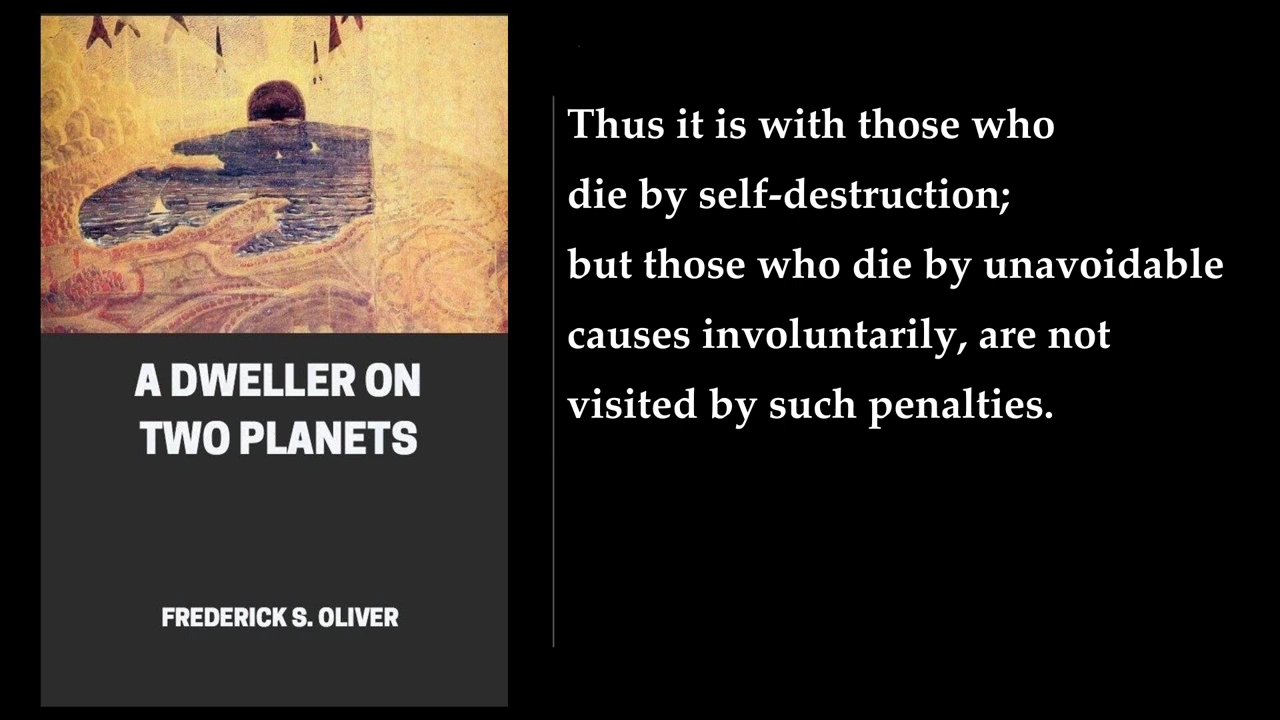 A DWELLER ON
TWO PLANETS
FREDERICK S. OLIVER
Thus it is with those who
die by self-destruction;
but those who die by unavoidable
causes involuntarily, are not
visited by such penalties.